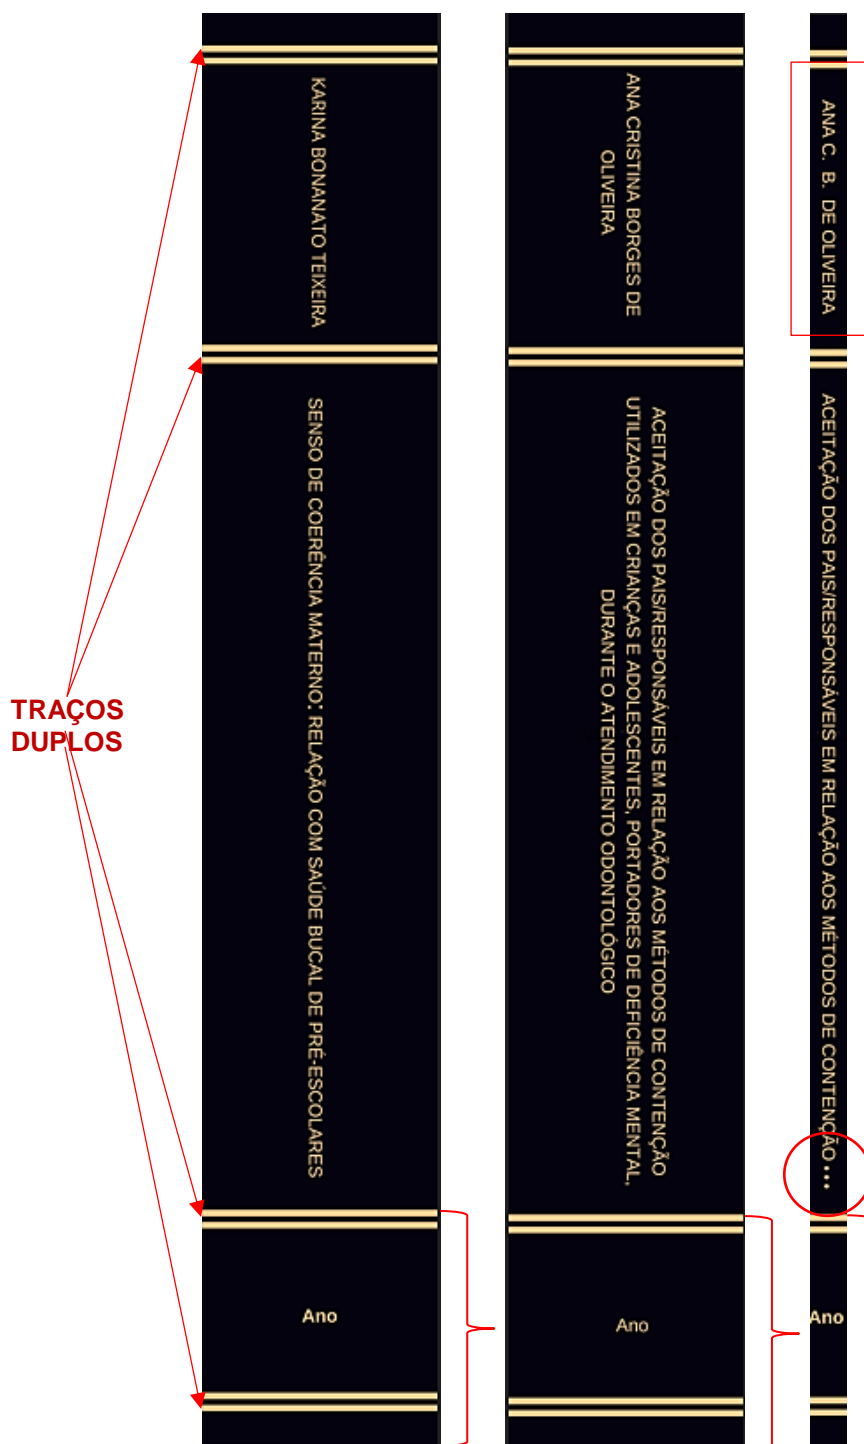 TRAÇOS
DUPLOS
KARINA BONANATO TEIXEIRA
SENSO DE COERÊNCIA MATERNO: RELAÇÃO COM SAÚDE BUCAL DE PRÉ-ESCOLARES
Ano
ANA CRISTINA BORGES DE
OLIVEIRA
ACEITAÇÃO DOS PAIS/RESPONSÁVEIS EM RELAÇÃO AOS MÉTODOS DE CONTENÇÃO
UTILIZADOS EM CRIANÇAS E ADOLESCENTES, PORTADORES DE DEFICIÊNCIA MENTAL,
DURANTE O ATENDIMENTO ODONTOLÓGICO
Ano
ANA C. B. DE OLIVEIRA
ACEITAÇÃO DOS PAIS/RESPONSÁVEIS EM RELAÇÃO AOS MÉTODOS DE CONTENÇÃO...
Ano